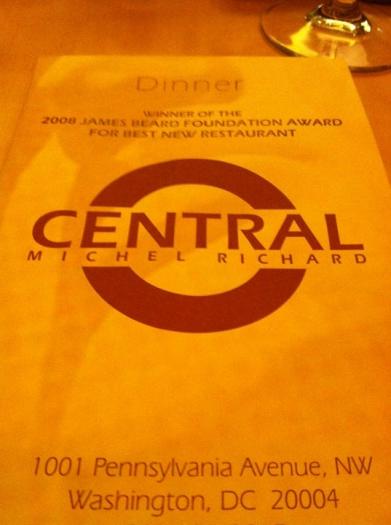 Dinner
WINNER OF THE
2008 JAMES BEARD FOUNDATION AWARD
FOR BEST NEW RESTAURANT
CENTRAL
MICHEL RICHARD
1001 Pennsylvania Avenue, NW
Washington, DC 20004